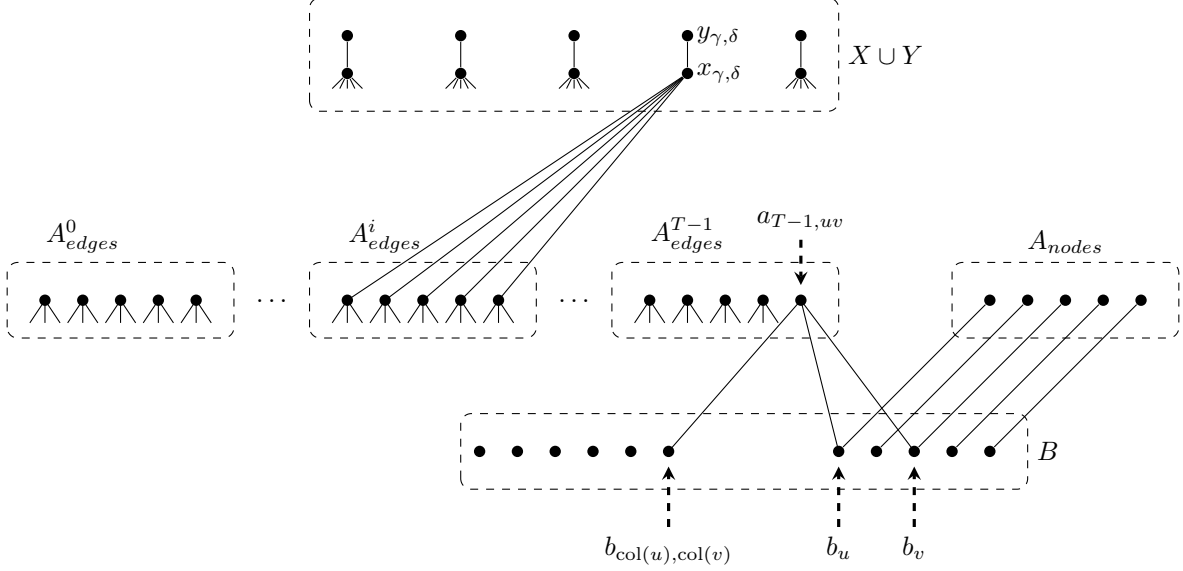 y_{γ,δ}
x_{γ,δ}
X ∪ Y
A^0_{edges}
A^i_{edges}
A^{T−1}_{edges}
a_{T−1,uv}
A_{nodes}
···
···
B
b_{col(u),col(v)}
b_u
b_v